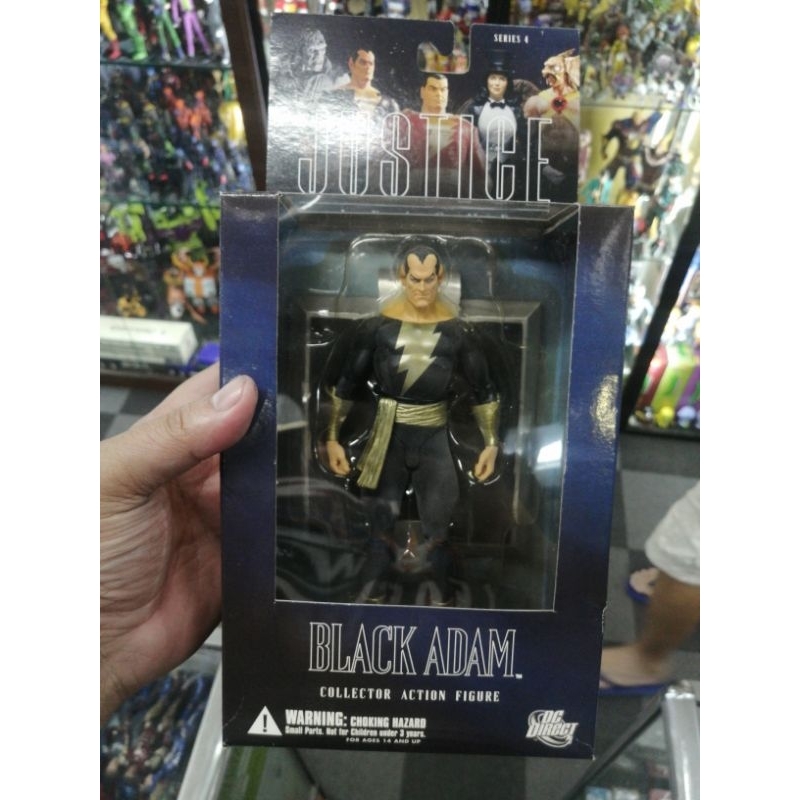 SERIES 4
JUSTICE
BLACK ADAM™
COLLECTOR ACTION FIGURE
WARNING: CHOKING HAZARD
Small Parts. Not for Children under 3 years.
FOR AGES 14 AND UP
DC
DIRECT